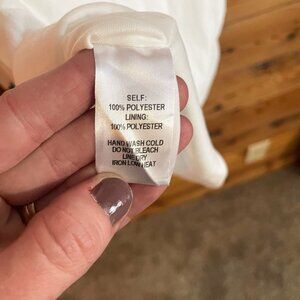 SELF:
100% POLYESTER
LINING:
100% POLYESTER
HAND WASH COLD
DO NOT BLEACH
LINE DRY
IRON LOW HEAT